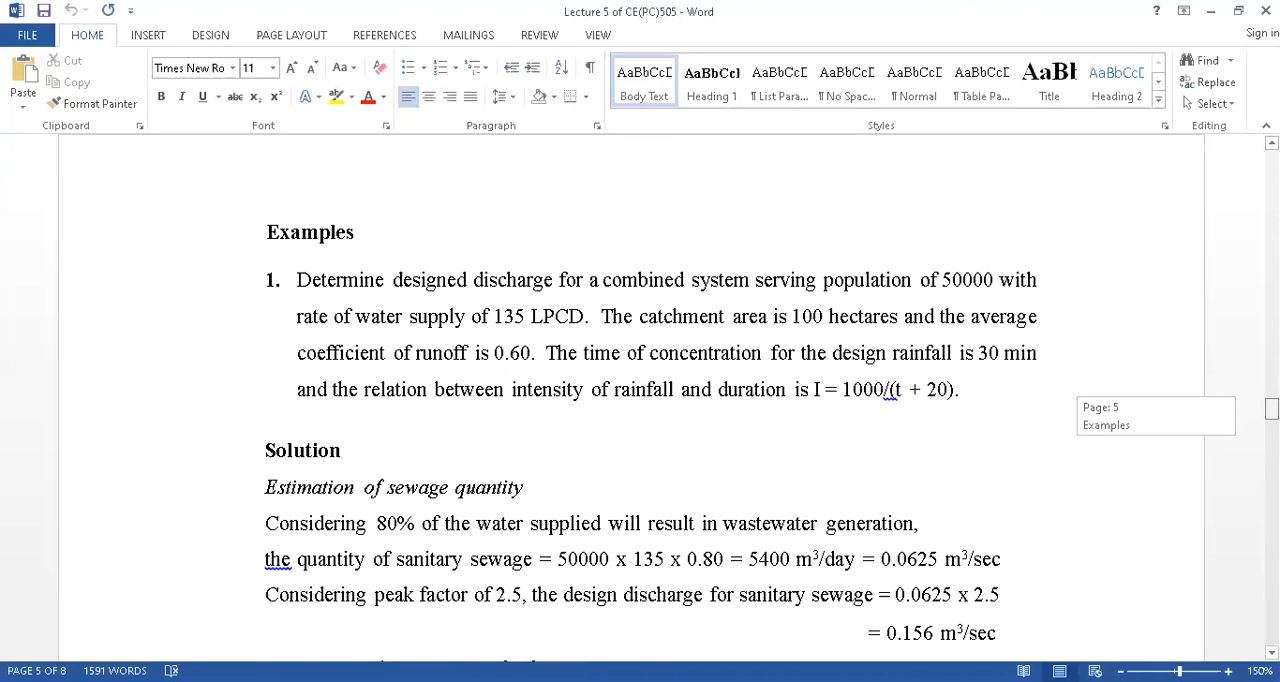 Lecture 5 of CE(PC)505 - Word
?
FILE HOME INSERT DESIGN PAGE LAYOUT REFERENCES MAILINGS REVIEW VIEW Sign in
Paste Cut Copy Format Painte
Times New Ro 11 Aa
B I U abc X₂ X² A A
AaBbCcI AaBbCcI AaBbCcI AaBbCcI AaBbCcI AaBbCcI AaBb AaBbCcI
Body Text Heading 1 ¶ List Para... ¶ No Spac... ¶ Normal ¶ Table Pa... Title Heading 2
Find Replace Select
Clipboard Font Paragraph Styles Editing
Examples
1. Determine designed discharge for a combined system serving population of 50000 with
rate of water supply of 135 LPCD. The catchment area is 100 hectares and the average
coefficient of runoff is 0.60. The time of concentration for the design rainfall is 30 min
and the relation between intensity of rainfall and duration is I = 1000/(t + 20).
Page: 5
Examples
Solution
Estimation of sewage quantity
Considering 80% of the water supplied will result in wastewater generation,
the quantity of sanitary sewage = 50000 x 135 x 0.80 = 5400 m³/day = 0.0625 m³/sec
Considering peak factor of 2.5, the design discharge for sanitary sewage = 0.0625 x 2.5
= 0.156 m³/sec
PAGE 5 OF 8 1591 WORDS 150%